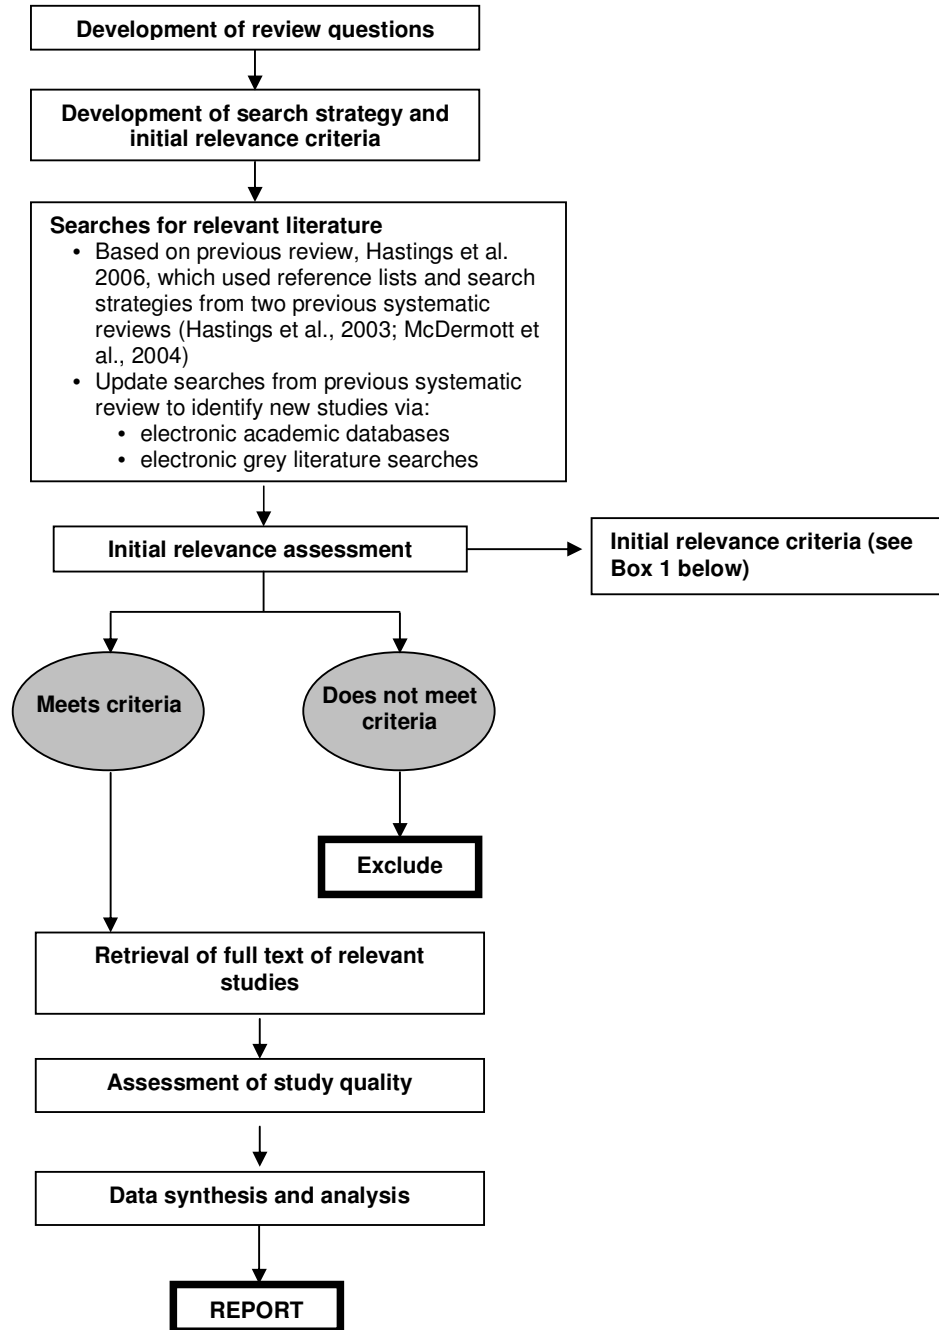 Development of review questions
Development of search strategy and
initial relevance criteria
Searches for relevant literature
• Based on previous review, Hastings et al.
2006, which used reference lists and search
strategies from two previous systematic
reviews (Hastings et al., 2003; McDermott et
al., 2004)
• Update searches from previous systematic
review to identify new studies via:
• electronic academic databases
• electronic grey literature searches
Initial relevance assessment
Initial relevance criteria (see
Box 1 below)
Meets criteria
Does not meet
criteria
Exclude
Retrieval of full text of relevant
studies
Assessment of study quality
Data synthesis and analysis
REPORT